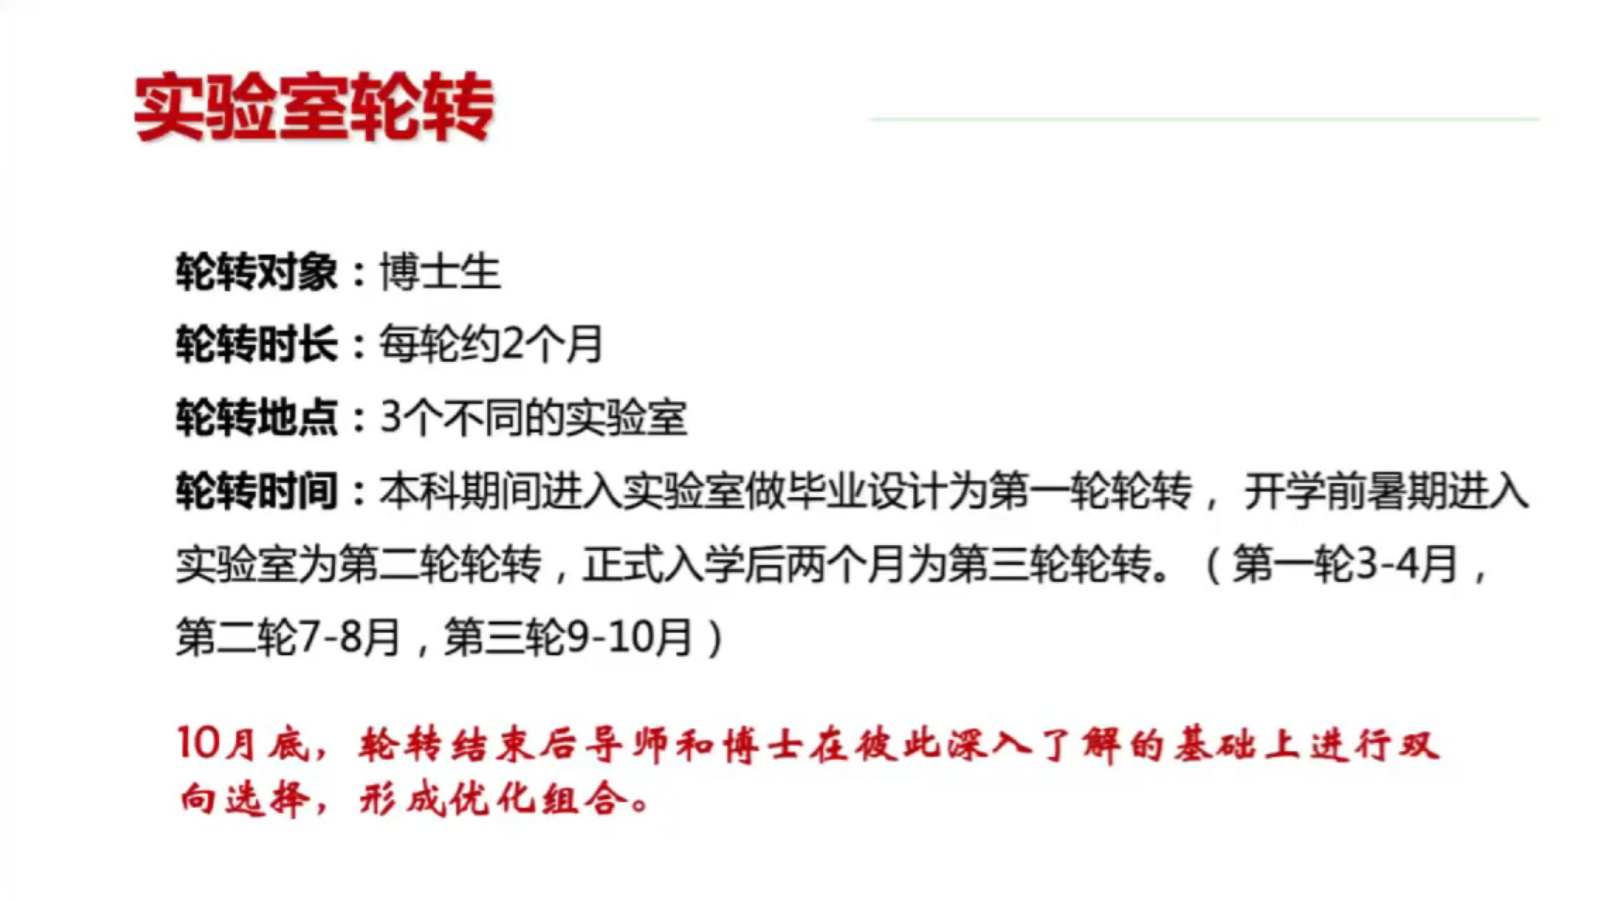 实验室轮转
轮转对象：博士生
轮转时长：每轮约2个月
轮转地点：3个不同的实验室
轮转时间：本科期间进入实验室做毕业设计为第一轮轮转， 开学前暑期进入
实验室为第二轮轮转，正式入学后两个月为第三轮轮转。（第一轮3-4月，
第二轮7-8月，第三轮9-10月）
10月底，轮转结束后导师和博士在彼此深入了解的基础上进行双
向选择，形成优化组合。